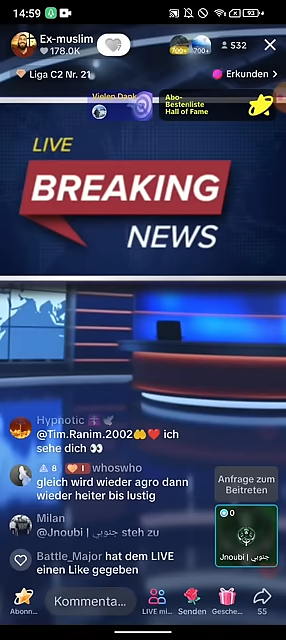 14:59
93
Ex-muslim
178.0K
700+
700+
532
Liga C2 Nr. 21
Erkunden >
Vielen Dank
Abo-
Bestenliste
Hall of Fame
LIVE
BREAKING
NEWS
Hypnotic
@Tim.Ranim.2002🤲❤️ ich
sehe dich 👀
8 1 whoswho
gleich wird wieder agro dann
wieder heiter bis lustig
Anfrage zum
Beitreten
Milan
@Jnoubi | جنوبي steh zu
0
Jnoubi | جنوبي
Battle_Major hat dem LIVE
einen Like gegeben
Abonn...
Kommenta...
LIVE mi...
Senden
Gesche...
55